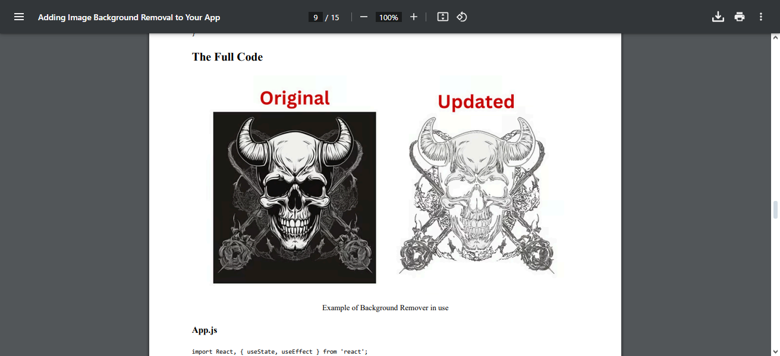 Adding Image Background Removal to Your App
9 / 15
100%
The Full Code
Original
Updated
Example of Background Remover in use
App.js
import React, { useState, useEffect } from 'react';